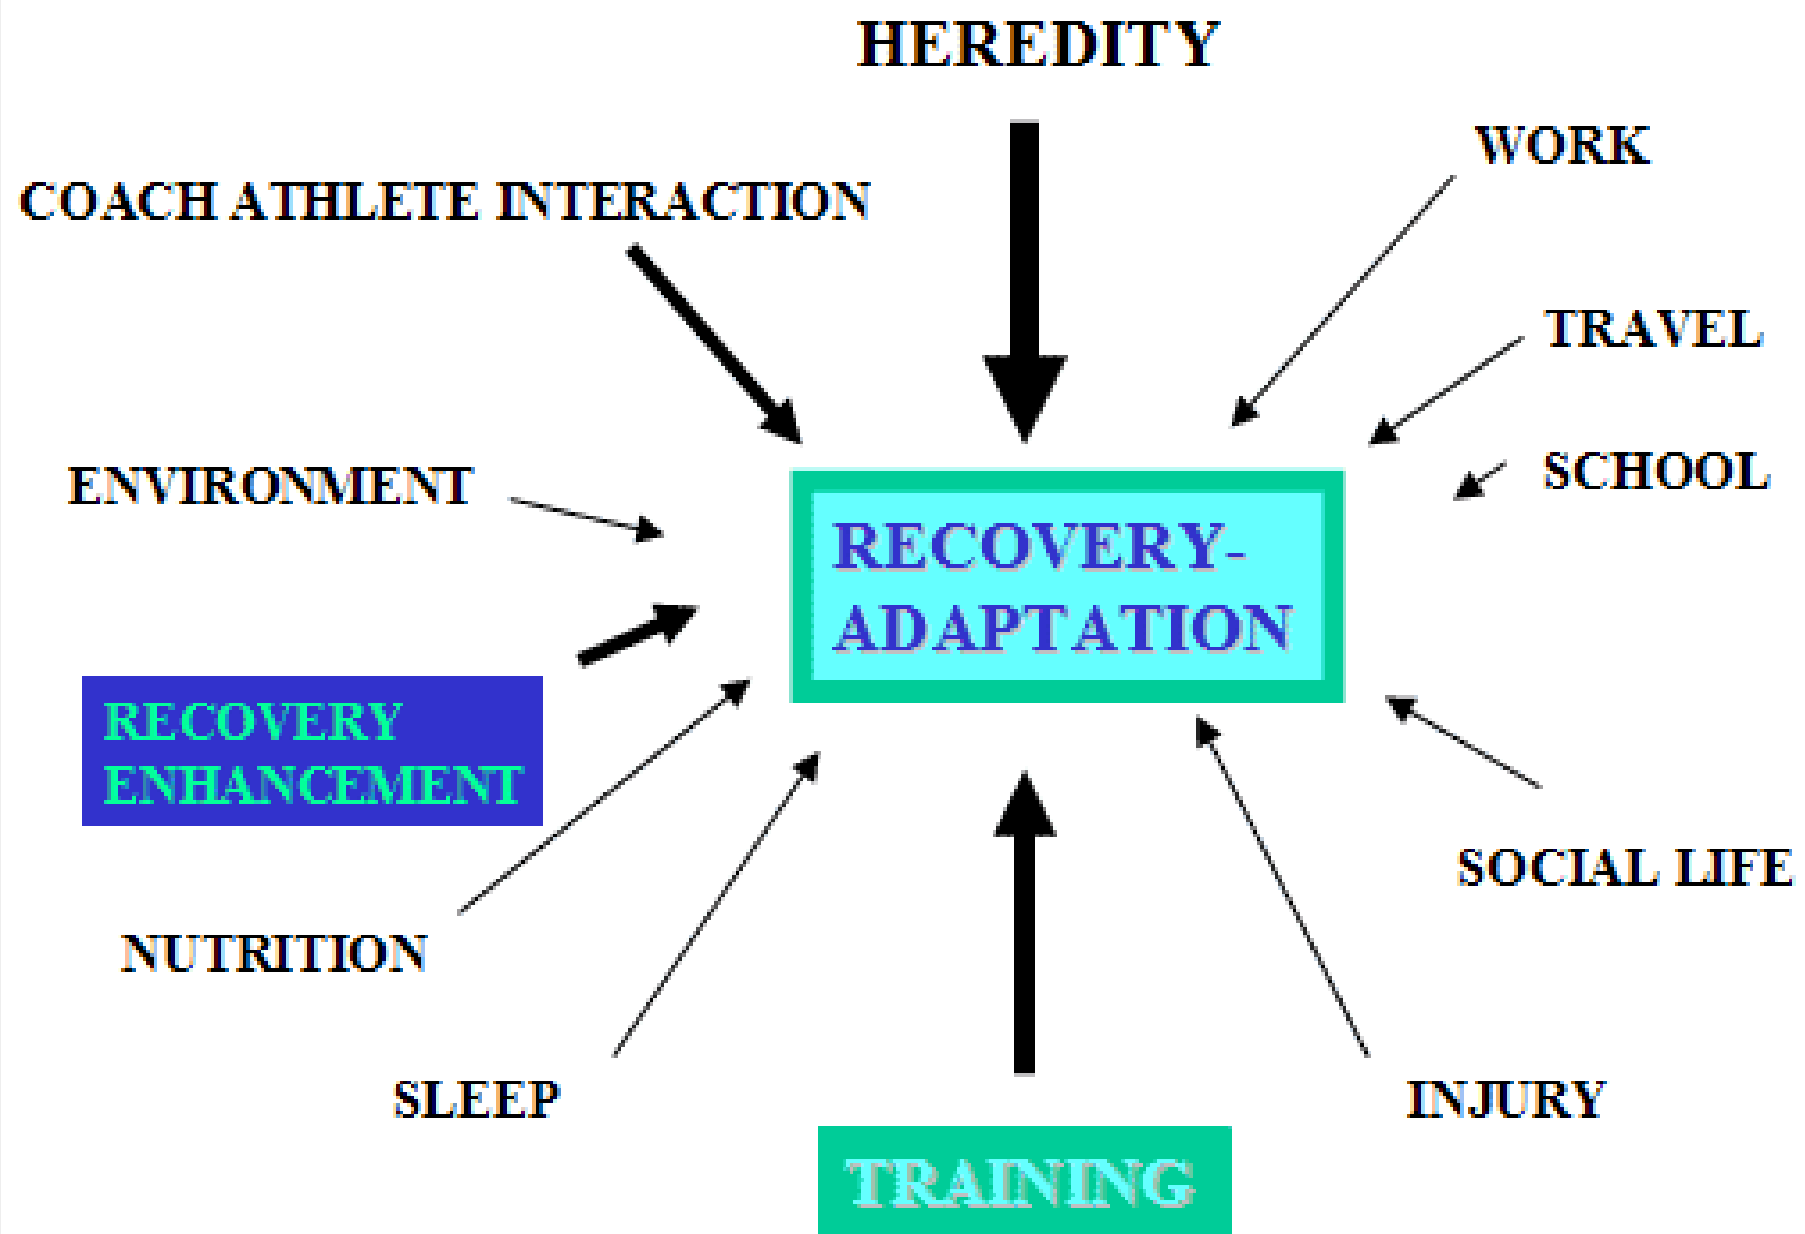 HEREDITY
WORK
COACH ATHLETE INTERACTION
TRAVEL
ENVIRONMENT
SCHOOL
RECOVERY-
ADAPTATION
RECOVERY
ENHANCEMENT
SOCIAL LIFE
NUTRITION
SLEEP
INJURY
TRAINING